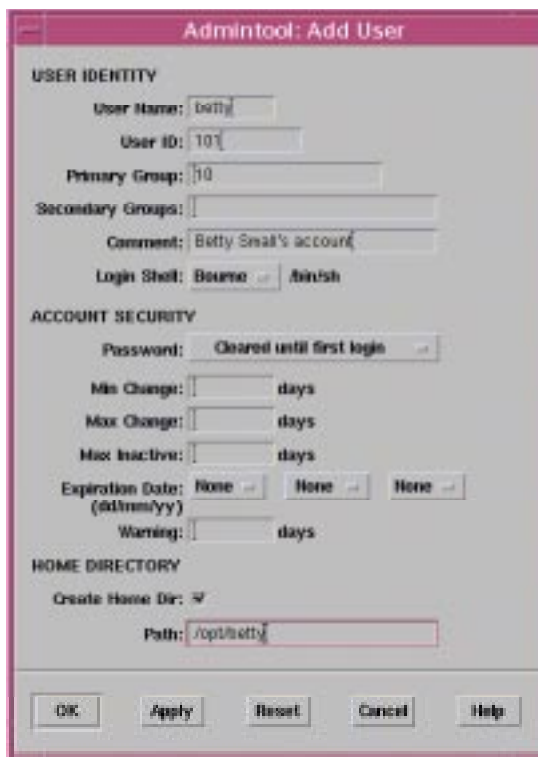 Admintool: Add User
USER IDENTITY
User Name: betty
User ID: 101
Primary Group: 10
Secondary Groups:
Comment: Betty Small's account
Login Shell: Bourne /bin/sh
ACCOUNT SECURITY
Password: Cleared until first login
Min Change: days
Max Change: days
Max Inactive: days
Expiration Date: None None None
(dd/mm/yy)
Warning: days
HOME DIRECTORY
Create Home Dir:
Path: /opt/betty
OK Apply Reset Cancel Help